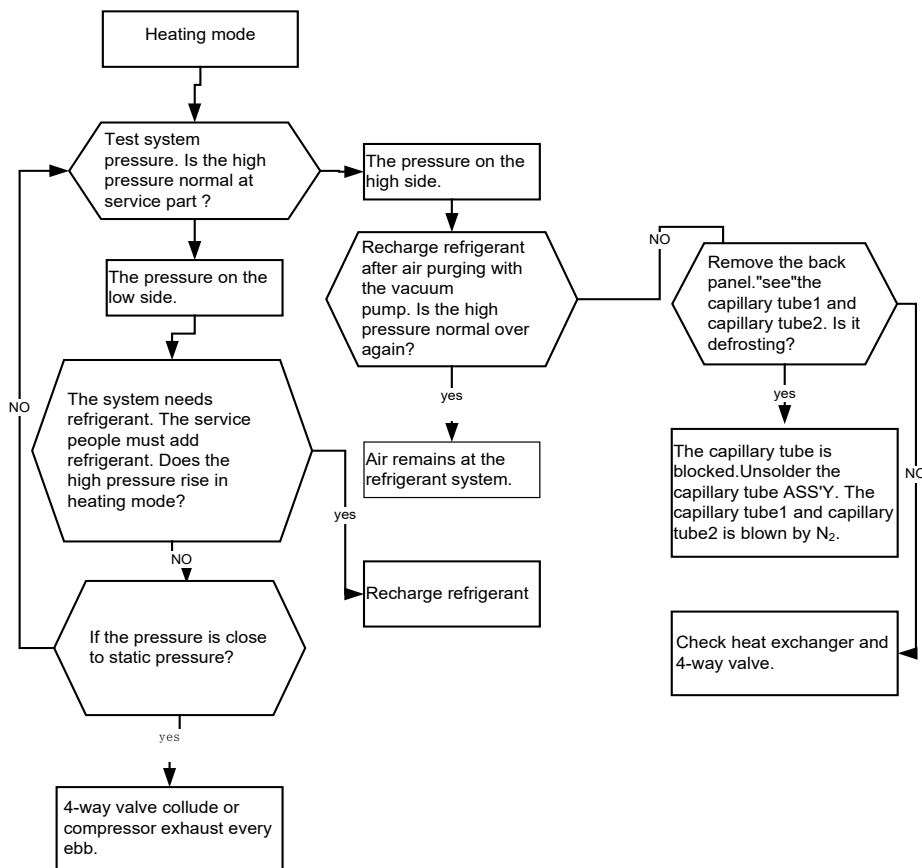 Heating mode
Test system
pressure. Is the high
pressure normal at
service part ?
The pressure on the
high side.
The pressure on the
low side.
Recharge refrigerant
after air purging with
the vacuum
pump. Is the high
pressure normal over
again?
NO
Remove the back
panel."see"the
capillary tube1 and
capillary tube2. Is it
defrosting?
NO
The system needs
refrigerant. The service
people must add
refrigerant. Does the
high pressure rise in
heating mode?
yes
yes
Air remains at the
refrigerant system.
The capillary tube is
blocked.Unsolder the
capillary tube ASS'Y. The
capillary tube1 and capillary
tube2 is blown by N₂.
NO
yes
NO
Recharge refrigerant
If the pressure is close
to static pressure?
Check heat exchanger and
4-way valve.
yes
4-way valve collude or
compressor exhaust every
ebb.